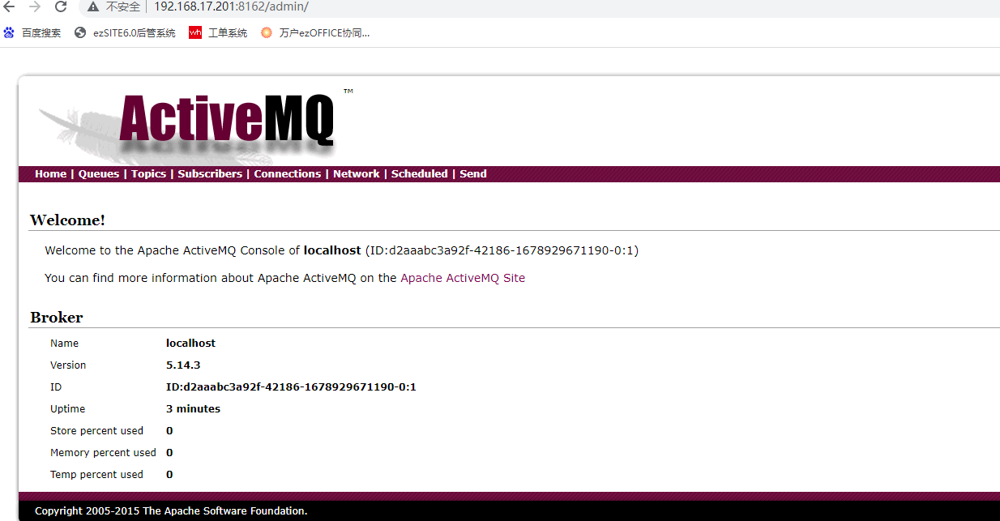 不安全 | 192.168.17.201:8162/admin/
百度搜索 ezSITE6.0后管系统 wh 工单系统 万户ezOFFICE协同...
ActiveMQ ™
Home | Queues | Topics | Subscribers | Connections | Network | Scheduled | Send
Welcome!
Welcome to the Apache ActiveMQ Console of localhost (ID:d2aaabc3a92f-42186-1678929671190-0:1)
You can find more information about Apache ActiveMQ on the Apache ActiveMQ Site
Broker
Name localhost
Version 5.14.3
ID ID:d2aaabc3a92f-42186-1678929671190-0:1
Uptime 3 minutes
Store percent used 0
Memory percent used 0
Temp percent used 0
Copyright 2005-2015 The Apache Software Foundation.